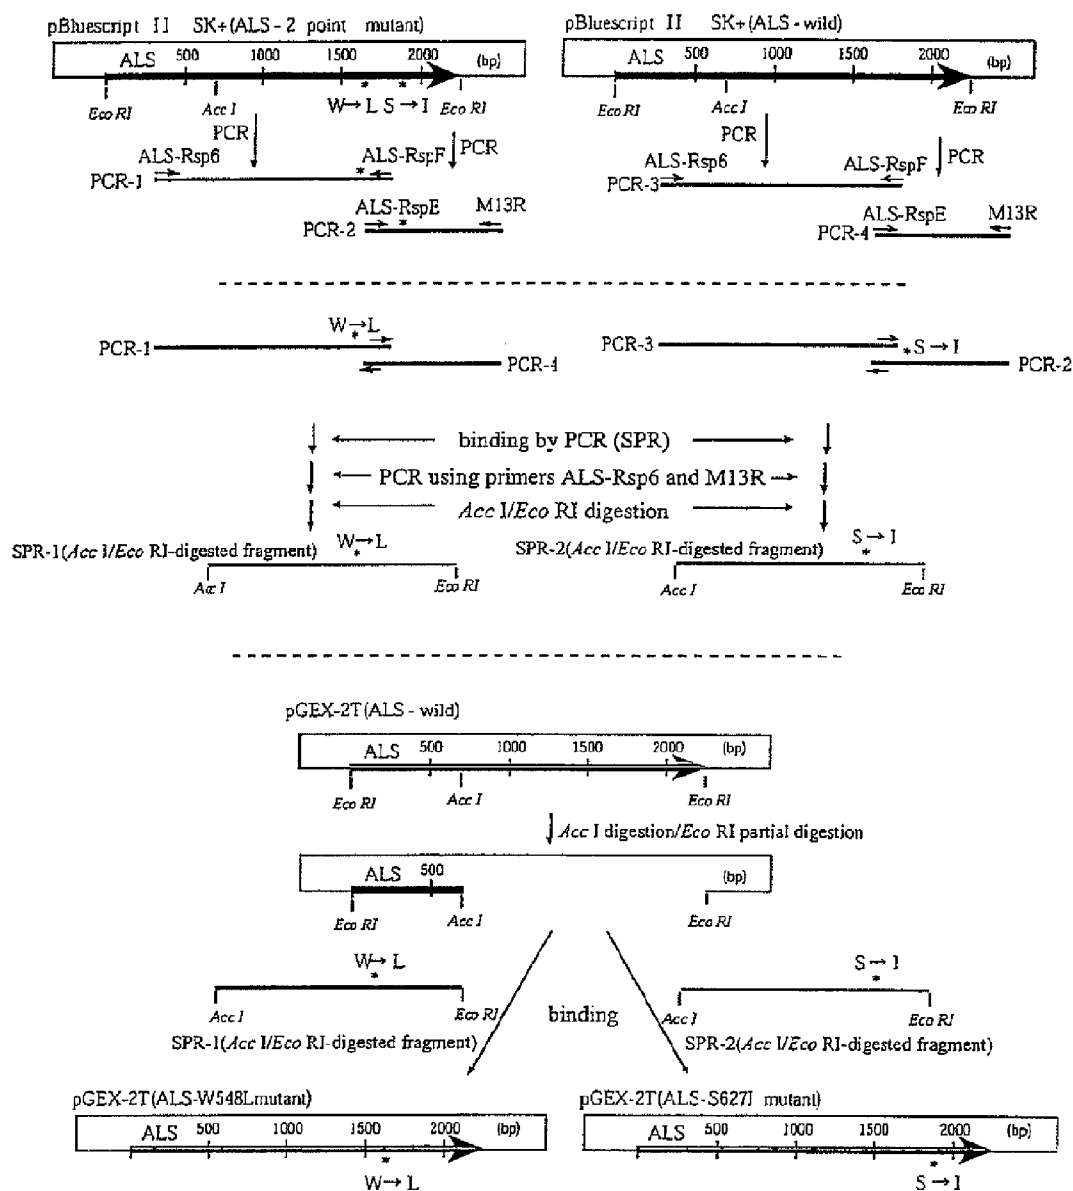 pBluescript II SK+(ALS-2 point mutant)
pBluescript II SK+(ALS-wild)
ALS 500 1000 1500 2000 (bp)
ALS 500 1000 1500 2000 (bp)
Eco RI Acc I W→L S→I Eco RI
Eco RI Acc I Eco RI
* *
PCR PCR
PCR PCR
ALS-Rsp6 ALS-RspF
ALS-Rsp6 ALS-RspF
PCR-1 *
PCR-3
ALS-RspE M13R
ALS-RspE M13R
PCR-2 *
PCR-4
W→L
*
PCR-1
PCR-4
PCR-3
*S→I
PCR-2
binding by PCR (SPR)
PCR using primers ALS-Rsp6 and M13R
Acc I/Eco RI digestion
SPR-1(Acc I/Eco RI-digested fragment) W→L
*
SPR-2(Acc I/Eco RI-digested fragment) S→I
*
Acc I Eco RI
Acc I Eco RI
pGEX-2T(ALS-wild)
ALS 500 1000 1500 2000 (bp)
Eco RI Acc I Eco RI
Acc I digestion/Eco RI partial digestion
ALS 500 (bp)
Eco RI Acc I Eco RI
W→L
*
S→I
*
Acc I Eco RI
binding
Acc I Eco RI
SPR-1(Acc I/Eco RI-digested fragment)
SPR-2(Acc I/Eco RI-digested fragment)
pGEX-2T(ALS-W548Lmutant)
pGEX-2T(ALS-S627I mutant)
ALS 500 1000 1500 2000 (bp)
ALS 500 1000 1500 2000 (bp)
*
W→L
*
S→I